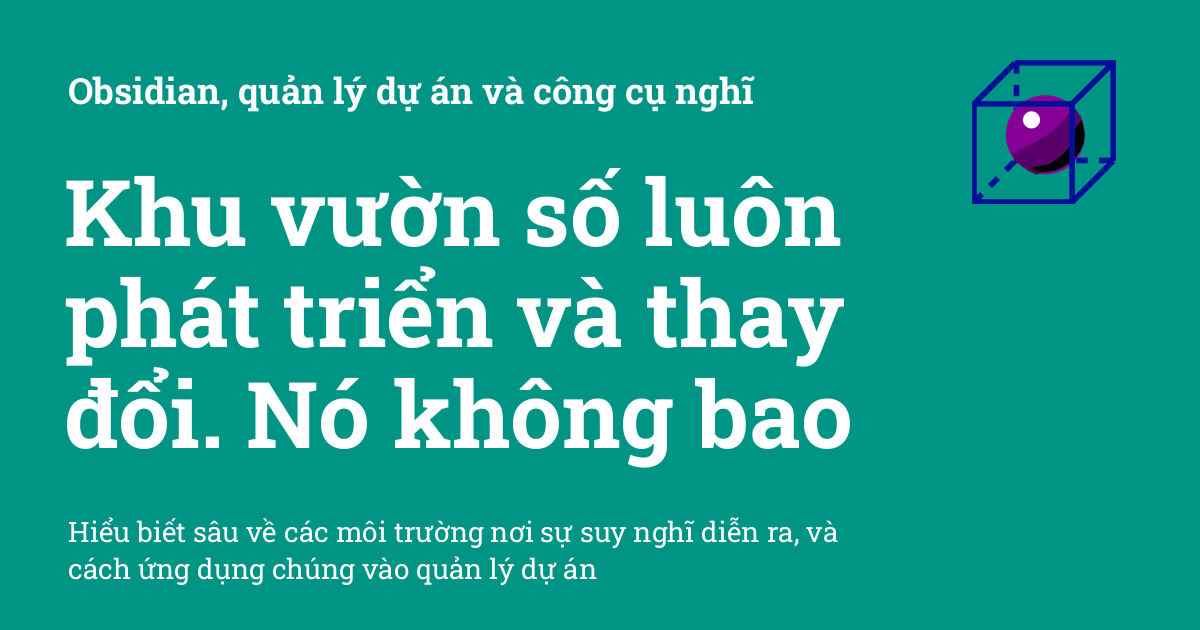 Obsidian, quản lý dự án và công cụ nghĩ
Khu vườn số luôn
phát triển và thay
đổi. Nó không bao
Hiểu biết sâu về các môi trường nơi sự suy nghĩ diễn ra, và
cách ứng dụng chúng vào quản lý dự án